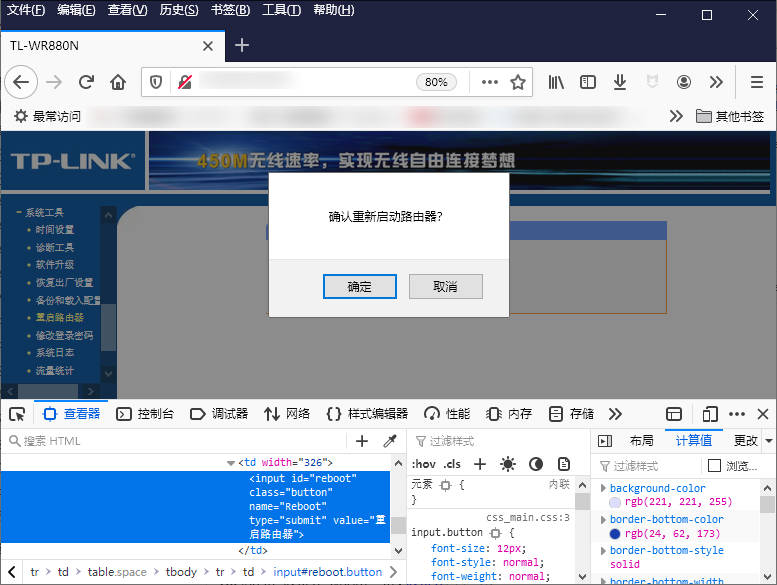 文件(F) 编辑(E) 查看(V) 历史(S) 书签(B) 工具(T) 帮助(H)
TL-WR880N
80%
最常访问
其他书签
TP-LINK®
450M无线速率，实现无线自由连接梦想
系统工具
时间设置
诊断工具
软件升级
恢复出厂设置
备份和载入配置
重启路由器
修改登录密码
系统日志
流量统计
确认重新启动路由器?
确定
取消
查看器 控制台 调试器 网络 样式编辑器 性能 内存 存储
搜索 HTML
<td width="326">
<input id="reboot"
class="button"
name="Reboot"
type="submit" value="重
启路由器">
</td>
tr > td > table.space > tbody > tr > td > input#reboot.button
过滤样式
:hov .cls
元素 { 内联
}
css_main.css:3
input.button {
font-size: 12px;
font-style: normal;
font-weight: normal;
布局 计算值 更改
过滤样式 浏览...
background-color
rgb(221, 221, 255)
border-bottom-color
rgb(24, 62, 173)
border-bottom-style
solid
border-bottom-width